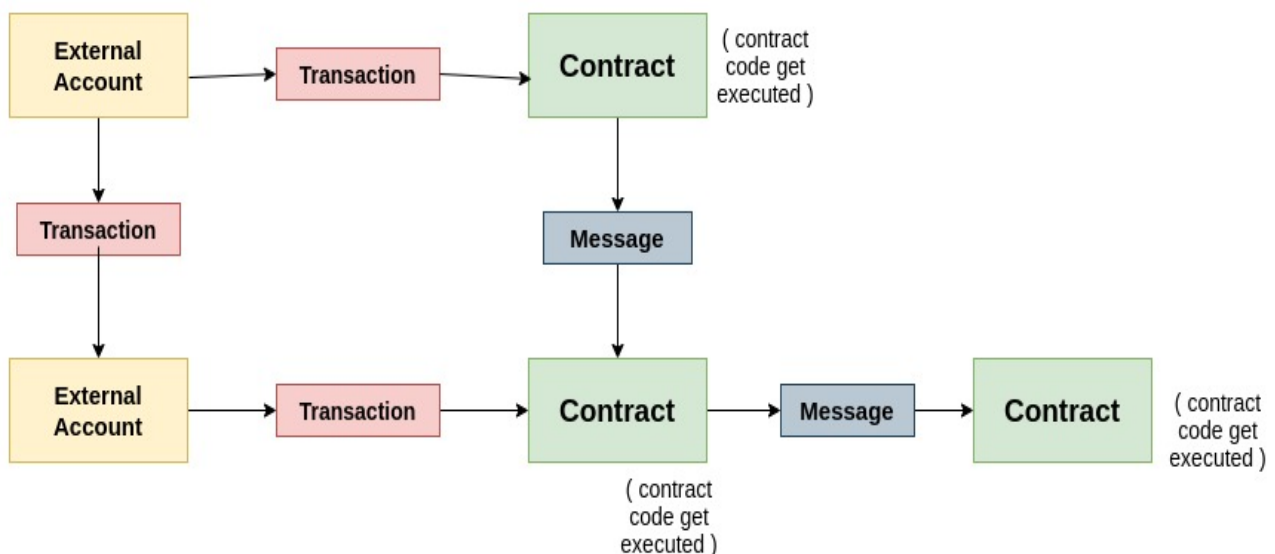 External
Account
Transaction
Contract
( contract
code get
executed )
Transaction
Message
External
Account
Transaction
Contract
Message
Contract
( contract
code get
executed )
( contract
code get
executed )